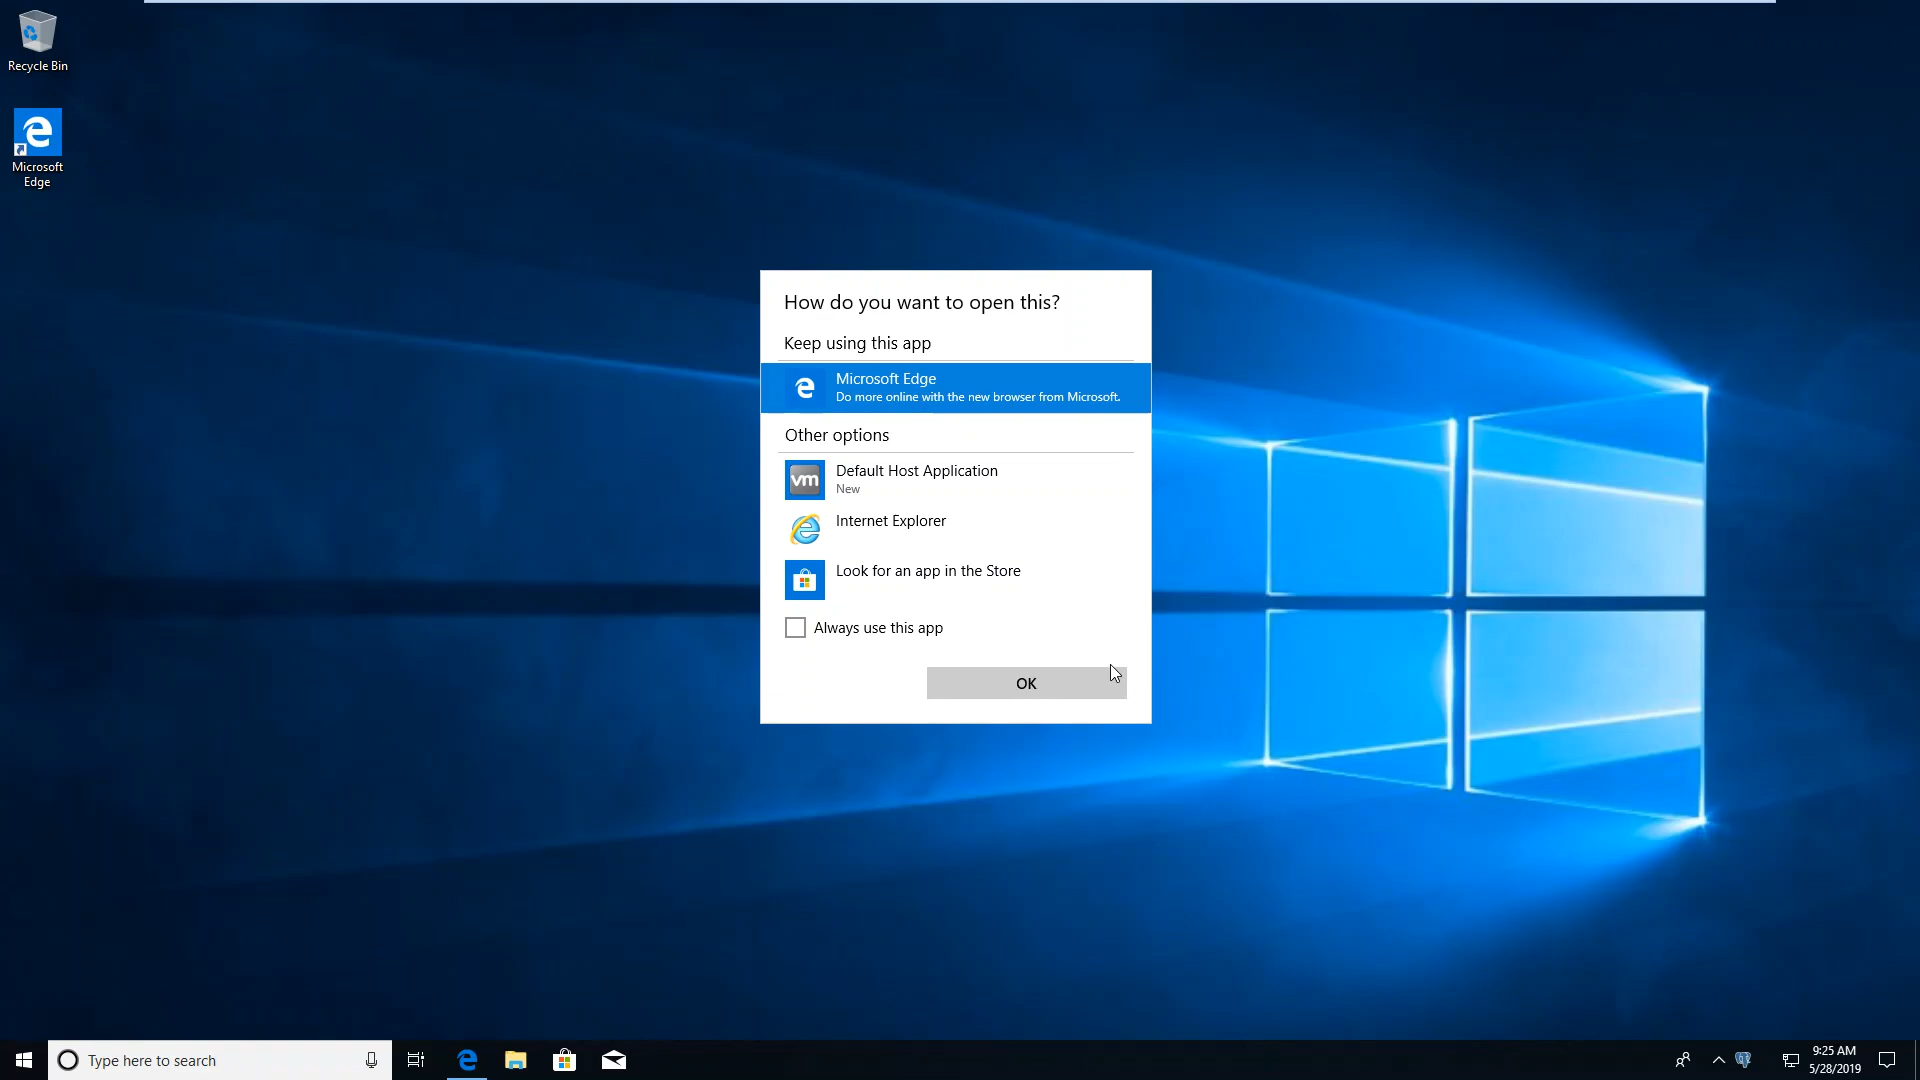 Recycle Bin
Microsoft
Edge
How do you want to open this?
Keep using this app
Microsoft Edge
Do more online with the new browser from Microsoft.
Other options
vm
Default Host Application
New
Internet Explorer
Look for an app in the Store
Always use this app
OK
Type here to search
9:25 AM
5/28/2019